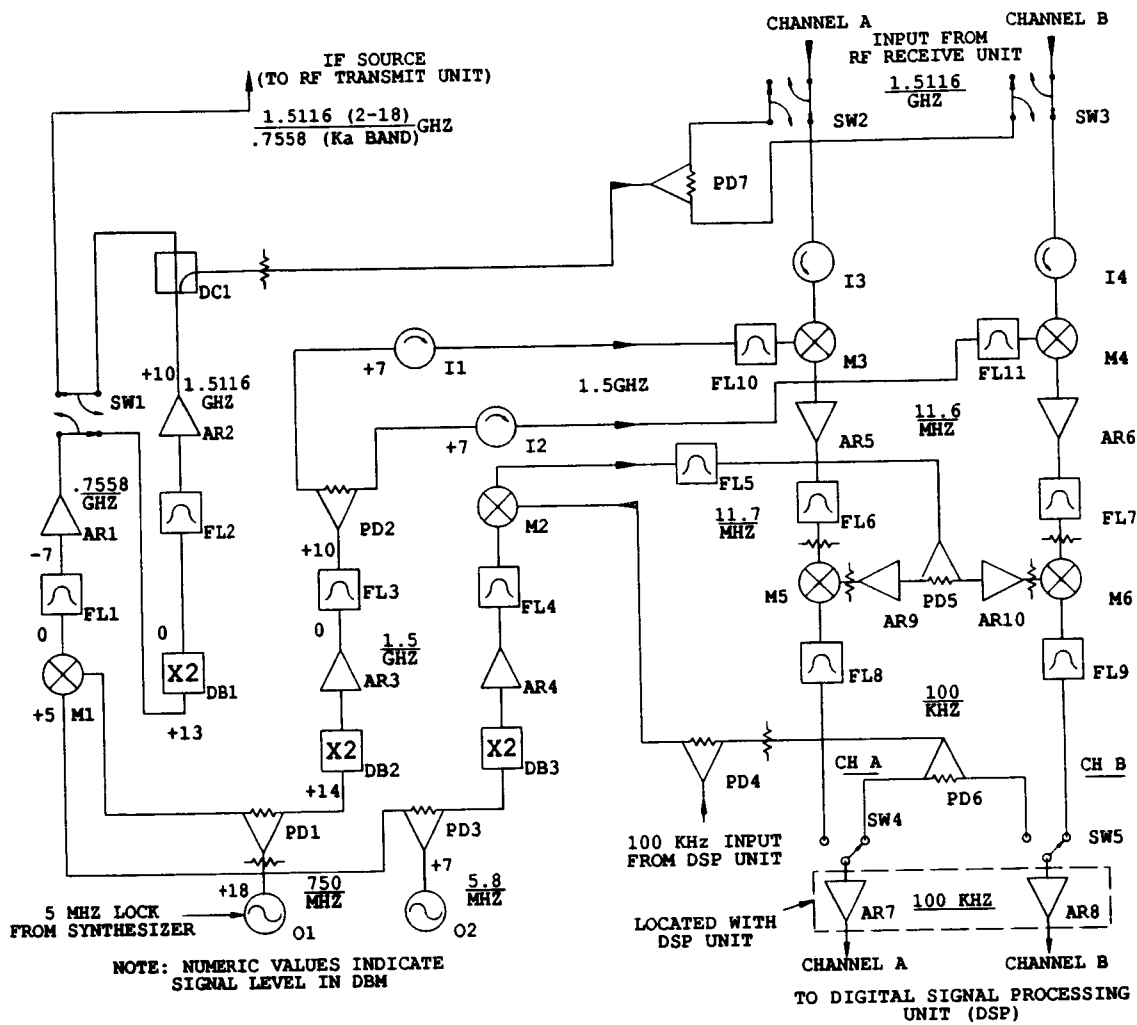 CHANNEL A
CHANNEL B
INPUT FROM
RF RECEIVE UNIT
1.5116
GHZ
IF SOURCE
(TO RF TRANSMIT UNIT)
1.5116 (2-18)
.7558 (Ka BAND)
GHZ
SW2
SW3
PD7
DC1
I3
I4
+10
1.5116
GHZ
SW1
AR2
+7
I1
FL10
M3
1.5GHZ
FL11
M4
+7
I2
11.6
MHZ
AR5
AR6
.7558
GHZ
AR1
-7
FL2
PD2
+10
M2
FL5
11.7
MHZ
FL6
FL7
FL1
0
0
FL3
0
FL4
M5
AR9
PD5
AR10
M6
X2
DB1
M1
+5
+13
1.5
GHZ
AR3
AR4
FL8
FL9
100
KHZ
X2
DB2
X2
DB3
+14
PD4
CH A
PD6
CH B
PD1
PD3
SW4
SW5
100 KHz INPUT
FROM DSP UNIT
+18
750
MHZ
+7
5.8
MHZ
5 MHZ LOCK
FROM SYNTHESIZER
O1
O2
LOCATED WITH
DSP UNIT
AR7
100 KHZ
AR8
NOTE: NUMERIC VALUES INDICATE
SIGNAL LEVEL IN DBM
CHANNEL A
CHANNEL B
TO DIGITAL SIGNAL PROCESSING
UNIT (DSP)